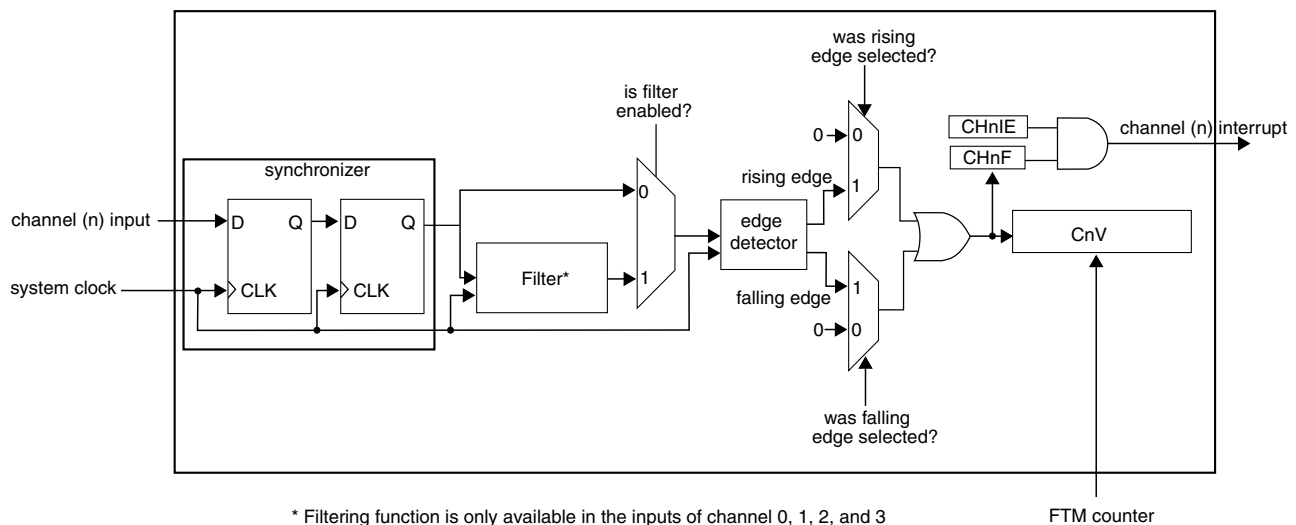 was rising
edge selected?
is filter
enabled?
0
0
CHnIE
CHnF
channel (n) interrupt
synchronizer
rising edge
1
0
channel (n) input
D
Q
D
Q
edge
detector
CnV
Filter*
1
system clock
CLK
CLK
falling edge
1
0
0
was falling
edge selected?
* Filtering function is only available in the inputs of channel 0, 1, 2, and 3
FTM counter